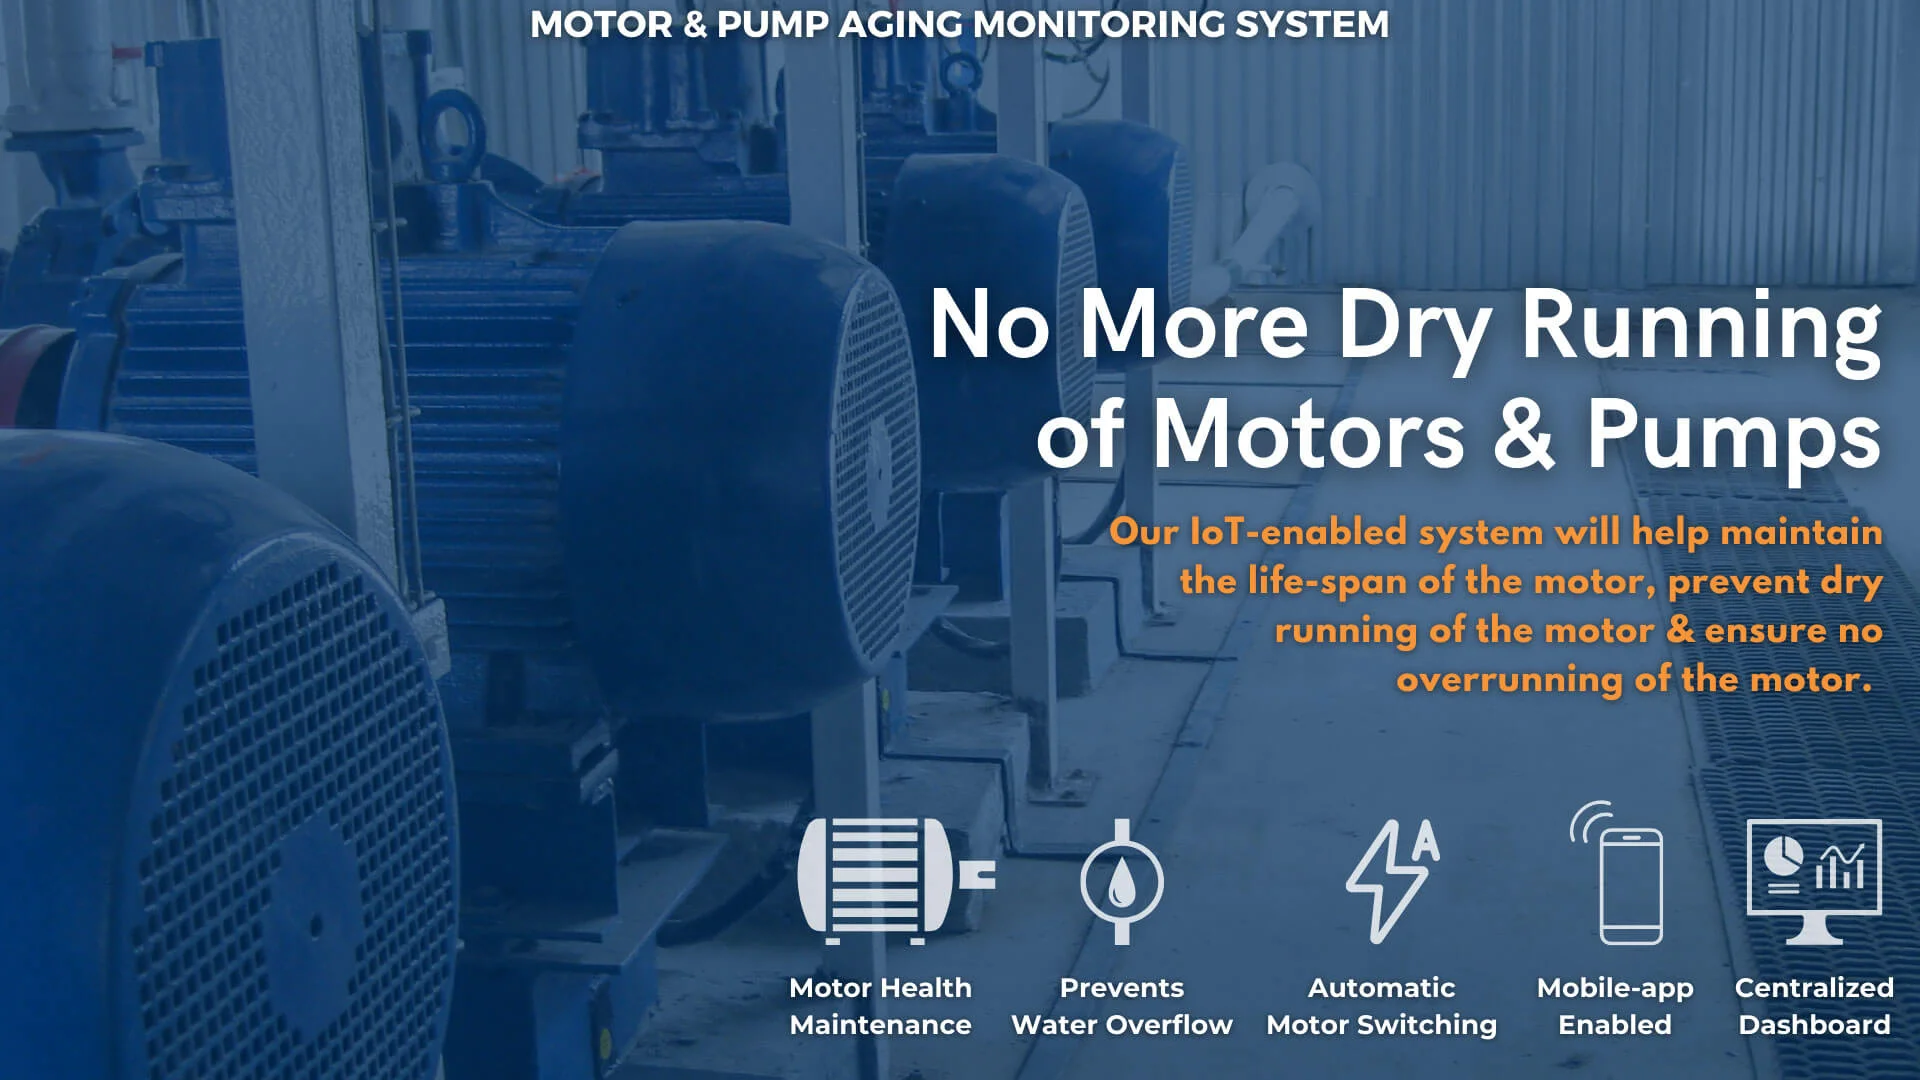 MOTOR & PUMP AGING MONITORING SYSTEM
No More Dry Running
of Motors & Pumps
Our IoT-enabled system will help maintain
the life-span of the motor, prevent dry
running of the motor & ensure no
overrunning of the motor.
A
Motor Health
Maintenance
Prevents
Water Overflow
Automatic
Motor Switching
Mobile-app
Enabled
Centralized
Dashboard